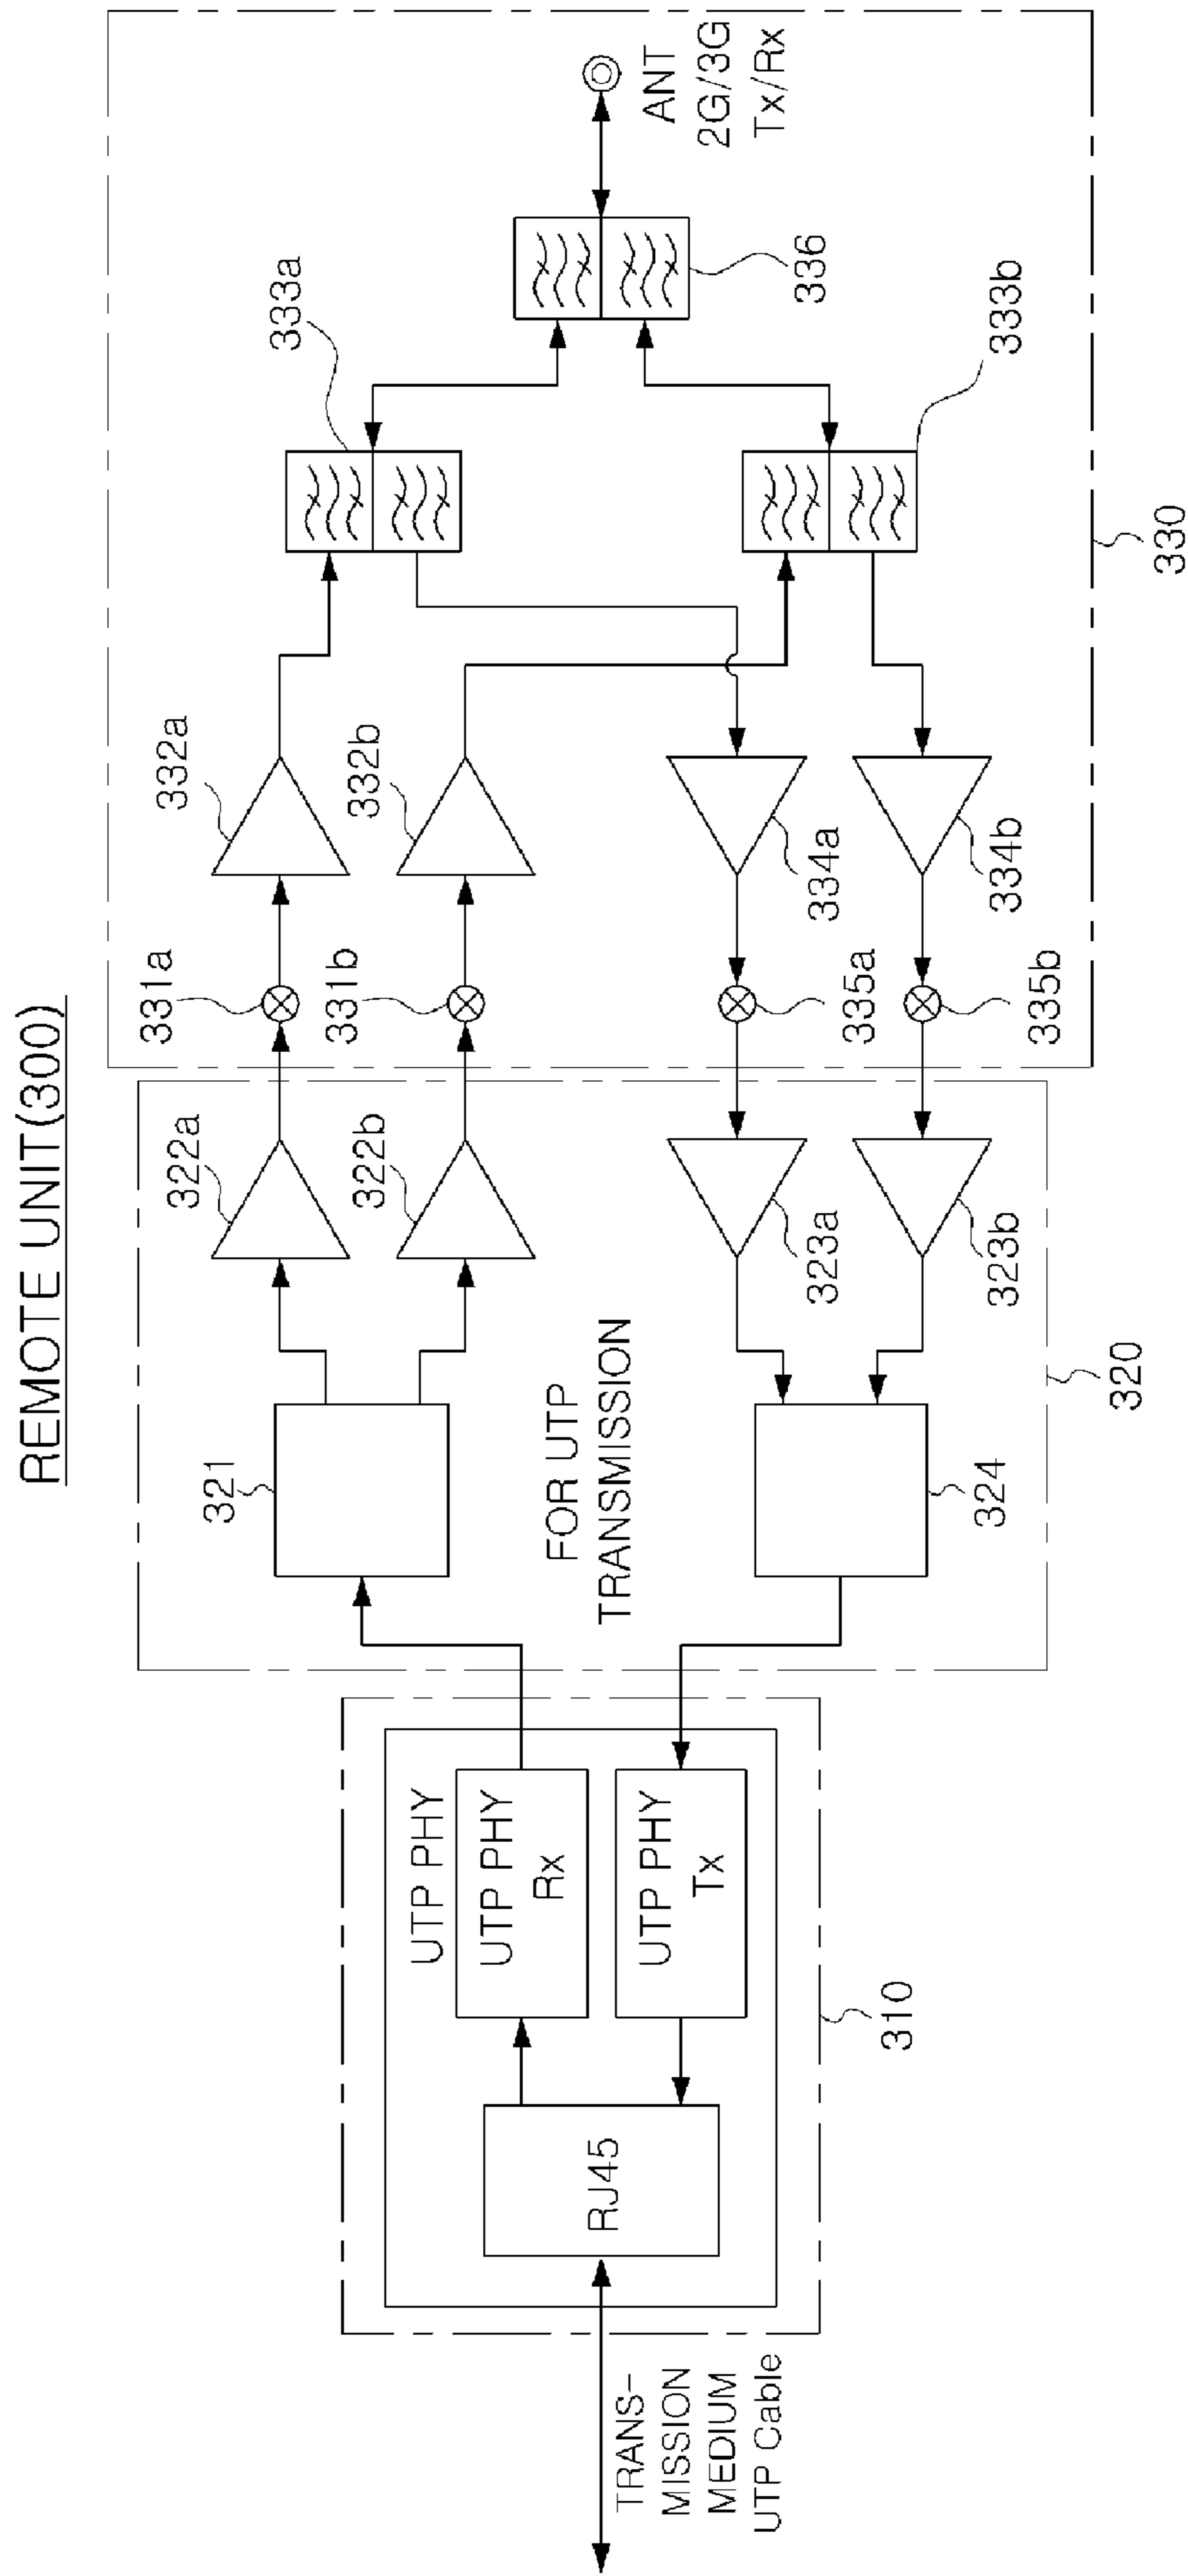 REMOTE UNIT(300)
TRANS-
MISSION
MEDIUM
UTP Cable
RJ45
UTP PHY
UTP PHY
Rx
UTP PHY
Tx
310
321
322a
322b
FOR UTP
TRANSMISSION
323a
323b
324
320
331a
331b
332a
332b
333a
333b
334a
334b
335a
335b
336
ANT
2G/3G
Tx/Rx
330